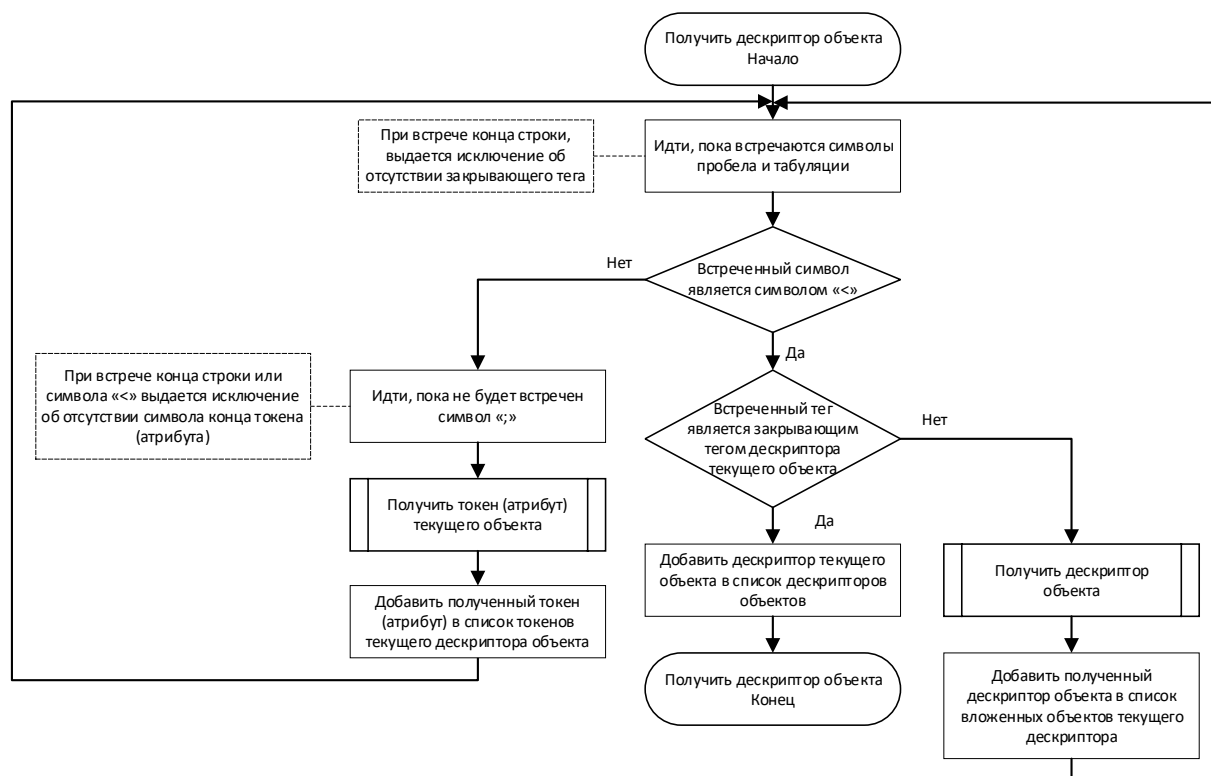 Получить дескриптор объекта
Начало
При встрече конца строки,
выдается исключение об
отсутствии закрывающего тега
Идти, пока встречаются символы
пробела и табуляции
Нет
Встреченный символ
является символом «<»
Да
При встрече конца строки или
символа «<» выдается исключение
об отсутствии символа конца токена
(атрибута)
Идти, пока не будет встречен
символ «;»
Встреченный тег
является закрывающим
тегом дескриптора
текущего объекта
Нет
Получить токен (атрибут)
текущего объекта
Да
Добавить дескриптор текущего
объекта в список дескрипторов
объектов
Получить дескриптор
объекта
Добавить полученный токен
(атрибут) в список токенов
текущего дескриптора объекта
Получить дескриптор объекта
Конец
Добавить полученный
дескриптор объекта в список
вложенных объектов текущего
дескриптора